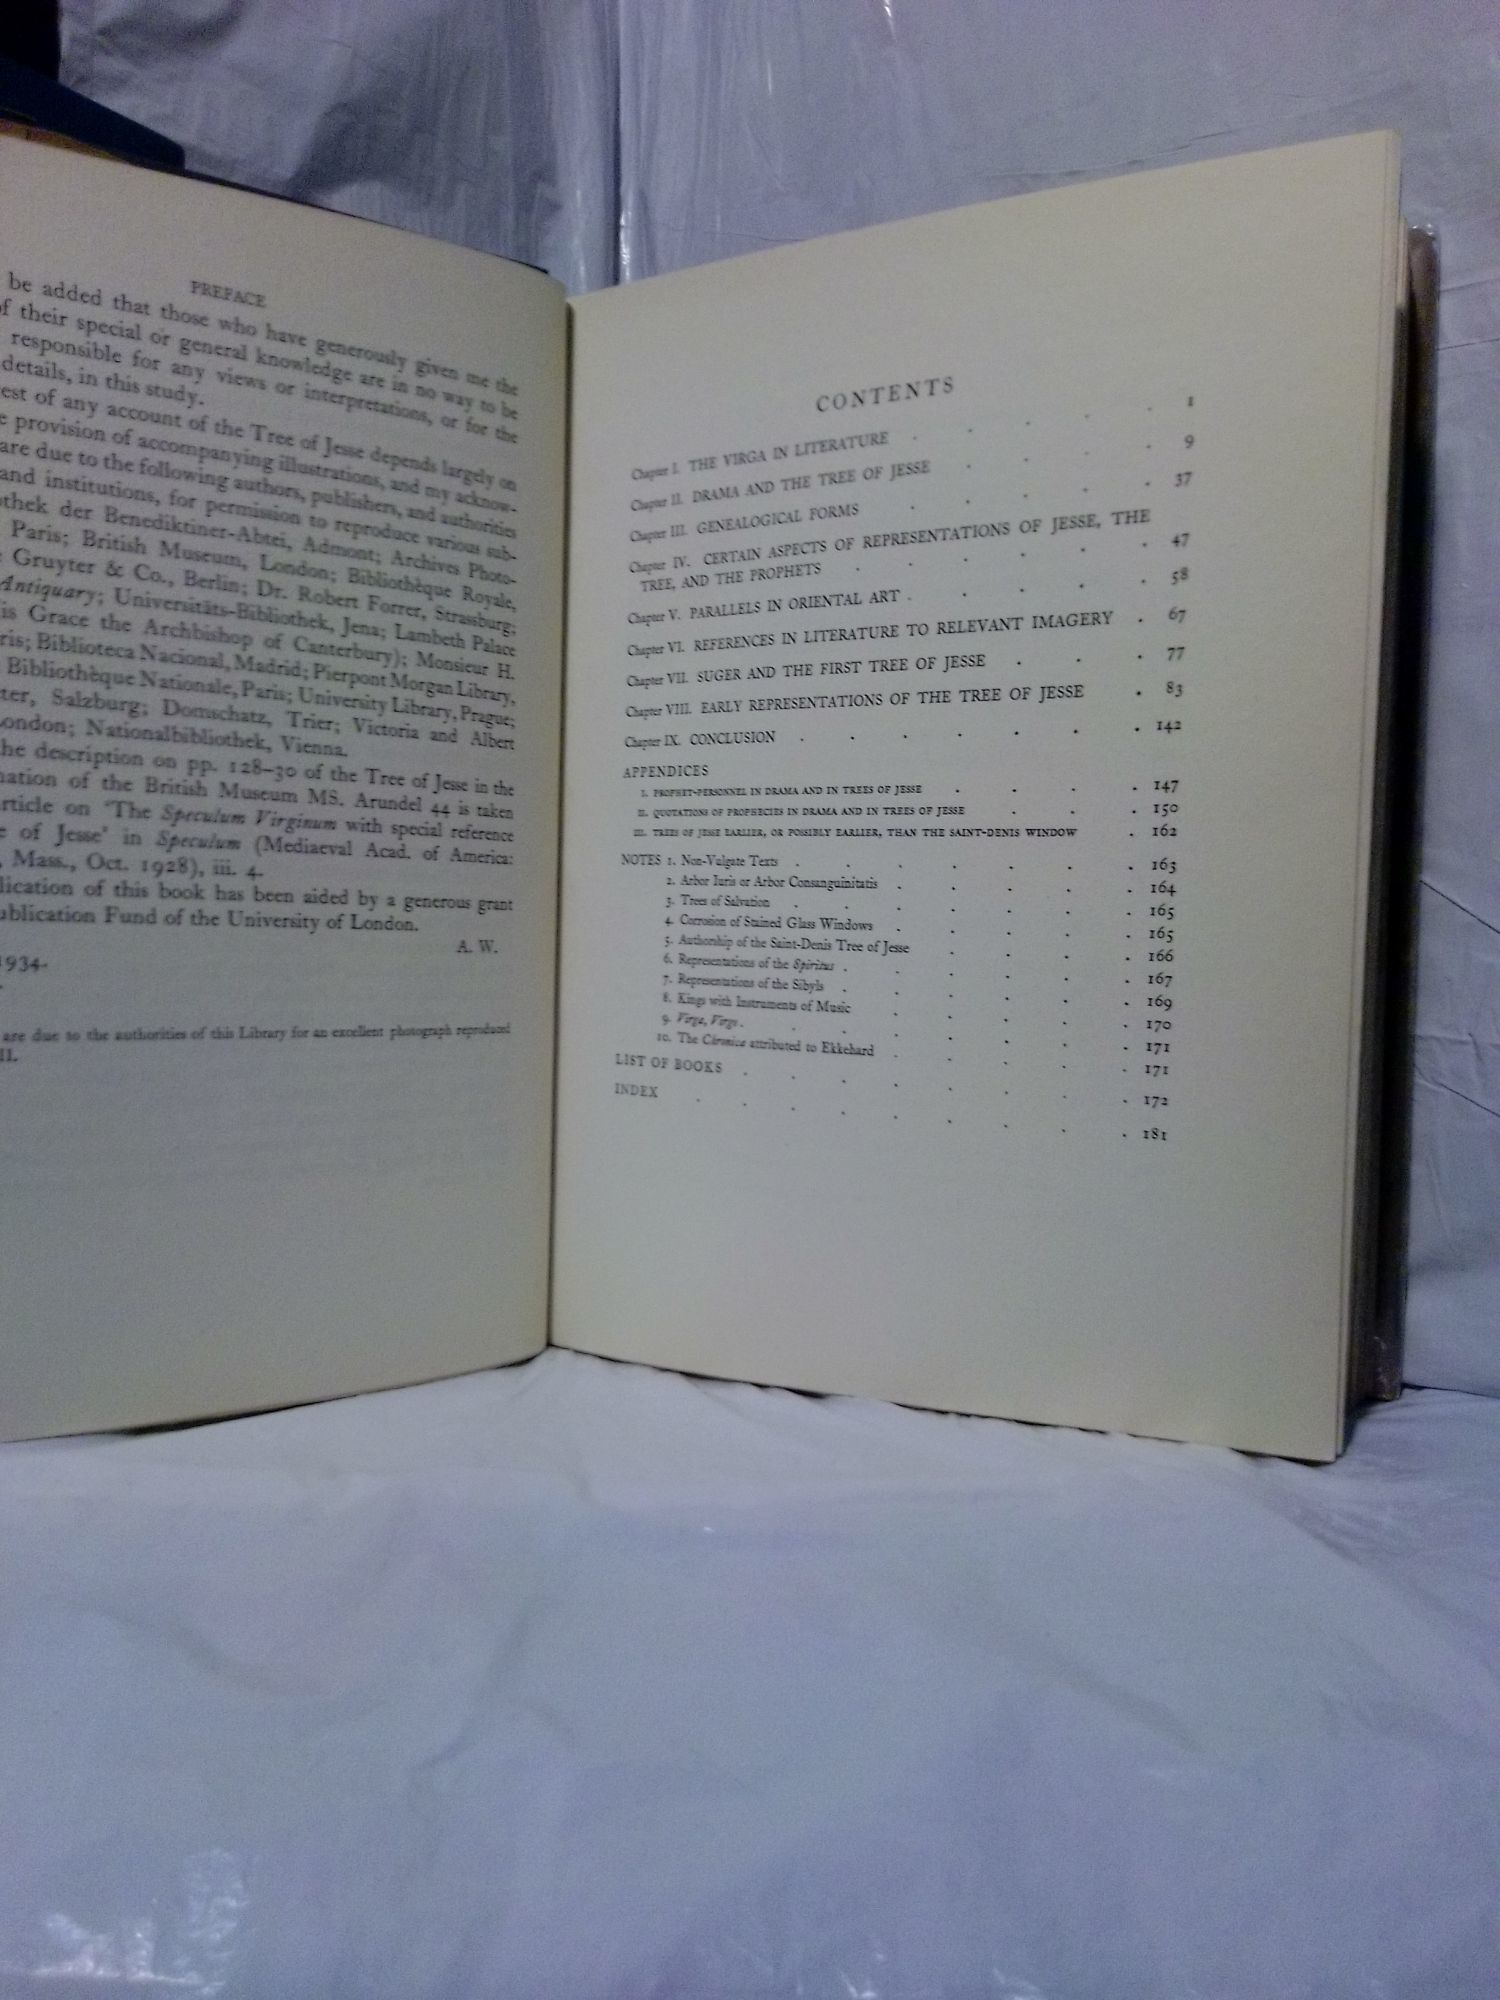 PREFACE
be added that those who have generously given me the
of their special or general knowledge are in no way to be
responsible for any views or interpretations, or for the
details, in this study.
est of any account of the Tree of Jesse depends largely on
e provision of accompanying illustrations, and my acknow-
are due to the following authors, publishers, and authorities
and institutions, for permission to reproduce various sub-
othek der Benediktiner-Abtei, Admont; Archives Photo-
Paris; British Museum, London; Bibliothèque Royale,
Gruyter & Co., Berlin; Dr. Robert Forrer, Strassburg;
Antiquary; Universitäts-Bibliothek, Jena; Lambeth Palace
is Grace the Archbishop of Canterbury); Monsieur H.
ris; Biblioteca Nacional, Madrid; Pierpont Morgan Library,
Bibliothèque Nationale, Paris; University Library, Prague;
ter, Salzburg; Domschatz, Trier; Victoria and Albert
London; Nationalbibliothek, Vienna.
he description on pp. 128-30 of the Tree of Jesse in the
nation of the British Museum MS. Arundel 44 is taken
rticle on 'The Speculum Virginum with special reference
e of Jesse' in Speculum (Mediaeval Acad. of America:
, Mass., Oct. 1928), iii. 4.
lication of this book has been aided by a generous grant
ublication Fund of the University of London.
A. W.
1934.
are due to the authorities of this Library for an excellent photograph reproduced
II.
CONTENTS
Chapter I. THE VIRGA IN LITERATURE . . . . . 1
Chapter II. DRAMA AND THE TREE OF JESSE . . . . 9
Chapter III. GENEALOGICAL FORMS . . . . . 37
Chapter IV. CERTAIN ASPECTS OF REPRESENTATIONS OF JESSE, THE
TREE, AND THE PROPHETS . . . . . 47
Chapter V. PARALLELS IN ORIENTAL ART . . . . . 58
Chapter VI. REFERENCES IN LITERATURE TO RELEVANT IMAGERY . 67
Chapter VII. SUGER AND THE FIRST TREE OF JESSE . . . 77
Chapter VIII. EARLY REPRESENTATIONS OF THE TREE OF JESSE . 83
Chapter IX. CONCLUSION . . . . . . . 142
APPENDICES
I. PROPHET-PERSONNEL IN DRAMA AND IN TREES OF JESSE . . . . 147
II. QUOTATIONS OF PROPHECIES IN DRAMA AND IN TREES OF JESSE . . . 150
III. TREES OF JESSE EARLIER, OR POSSIBLY EARLIER, THAN THE SAINT-DENIS WINDOW . 162
NOTES 1. Non-Vulgate Texts . . . . . . . 163
2. Arbor Iuris or Arbor Consanguinitatis . . . . . 164
3. Trees of Salvation . . . . . . . 165
4. Corrosion of Stained Glass Windows . . . . . 165
5. Authorship of the Saint-Denis Tree of Jesse . . . . 166
6. Representations of the Spiritus . . . . . . 167
7. Representations of the Sibyls . . . . . . 169
8. Kings with Instruments of Music . . . . . 170
9. Virga, Virgo . . . . . . . 171
10. The Chronica attributed to Ekkehard . . . . . 171
LIST OF BOOKS . . . . . . . . 172
INDEX . . . . . . . . . 181